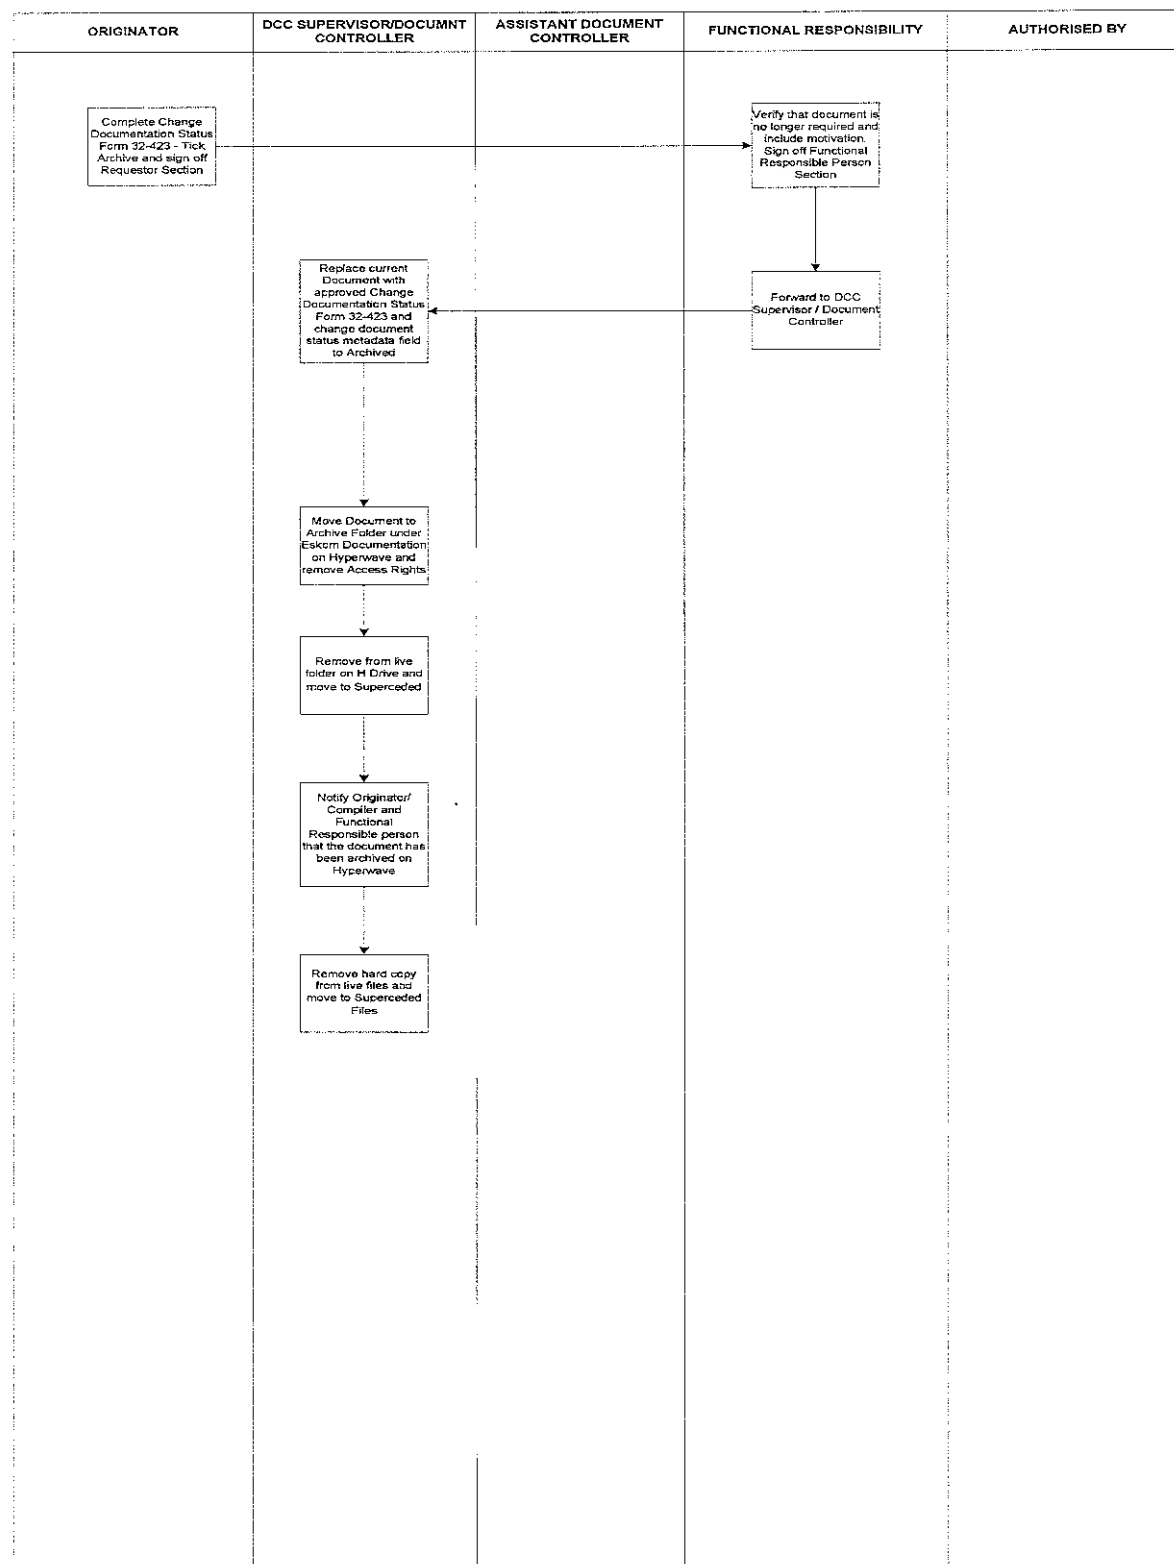 ORIGINATOR
DCC SUPERVISOR/DOCUMNT
CONTROLLER
ASSISTANT DOCUMENT
CONTROLLER
FUNCTIONAL RESPONSIBILITY
AUTHORISED BY
Complete Change
Documentation Status
Form 32-423 - Tick
Archive and sign off
Requestor Section
Verify that document is
no longer required and
include motivation.
Sign off Functional
Responsible Person
Section
Forward to DCC
Supervisor / Document
Controller
Replace current
Document with
approved Change
Documentation Status
Form 32-423 and
change document
status metadata field
to Archived
Move Document to
Archive Folder under
Eskom Documentation
on Hyperwave and
remove Access Rights
Remove from live
folder on H Drive and
move to Superceded
Notify Originator/
Compiler and
Functional
Responsible person
that the document has
been archived on
Hyperwave
Remove hard copy
from live files and
move to Superceded
Files